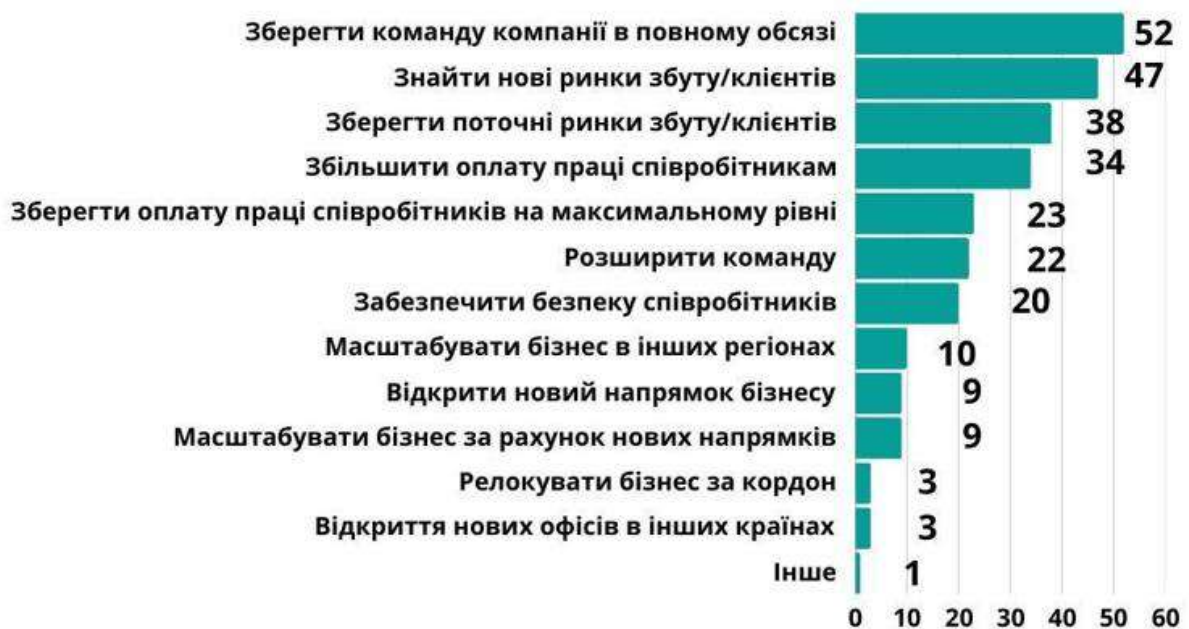 Зберегти команду компанії в повному обсязі 52
Знайти нові ринки збуту/клієнтів 47
Зберегти поточні ринки збуту/клієнтів 38
Збільшити оплату праці співробітникам 34
Зберегти оплату праці співробітників на максимальному рівні 23
Розширити команду 22
Забезпечити безпеку співробітників 20
Масштабувати бізнес в інших регіонах 10
Відкрити новий напрямок бізнесу 9
Масштабувати бізнес за рахунок нових напрямків 9
Релокувати бізнес за кордон 3
Відкриття нових офісів в інших країнах 3
Інше 1
0 10 20 30 40 50 60